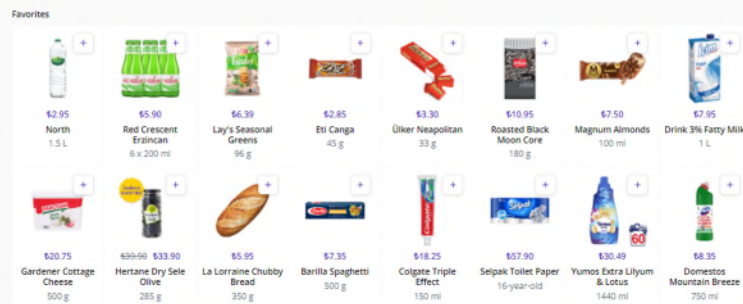 Favorites
₺2.95
North
1.5 L
₺5.90
Red Crescent
Erzincan
6 x 200 ml
₺6,39
Lay's Seasonal
Greens
96 g
₺2.85
Eti Canga
45 g
₺3.30
Ülker Neapolitan
33 g
₺10.95
Roasted Black
Moon Core
180 g
₺7.50
Magnum Almonds
100 ml
₺7.95
Drink 3% Fatty Milk
1 L
₺20.75
Gardener Cottage
Cheese
500 g
₺39.90 ₺33.90
Hertane Dry Sele
Olive
285 g
₺5.95
La Lorraine Chubby
Bread
350 g
₺7.35
Barilla Spaghetti
500 g
Colgate
₺18.25
Colgate Triple
Effect
150 ml
Selpak
₺57.90
Selpak Toilet Paper
16-year-old
60
₺30.49
Yumos Extra Lilyum
& Lotus
1440 ml
₺8.35
Domestos
Mountain Breeze
750 ml